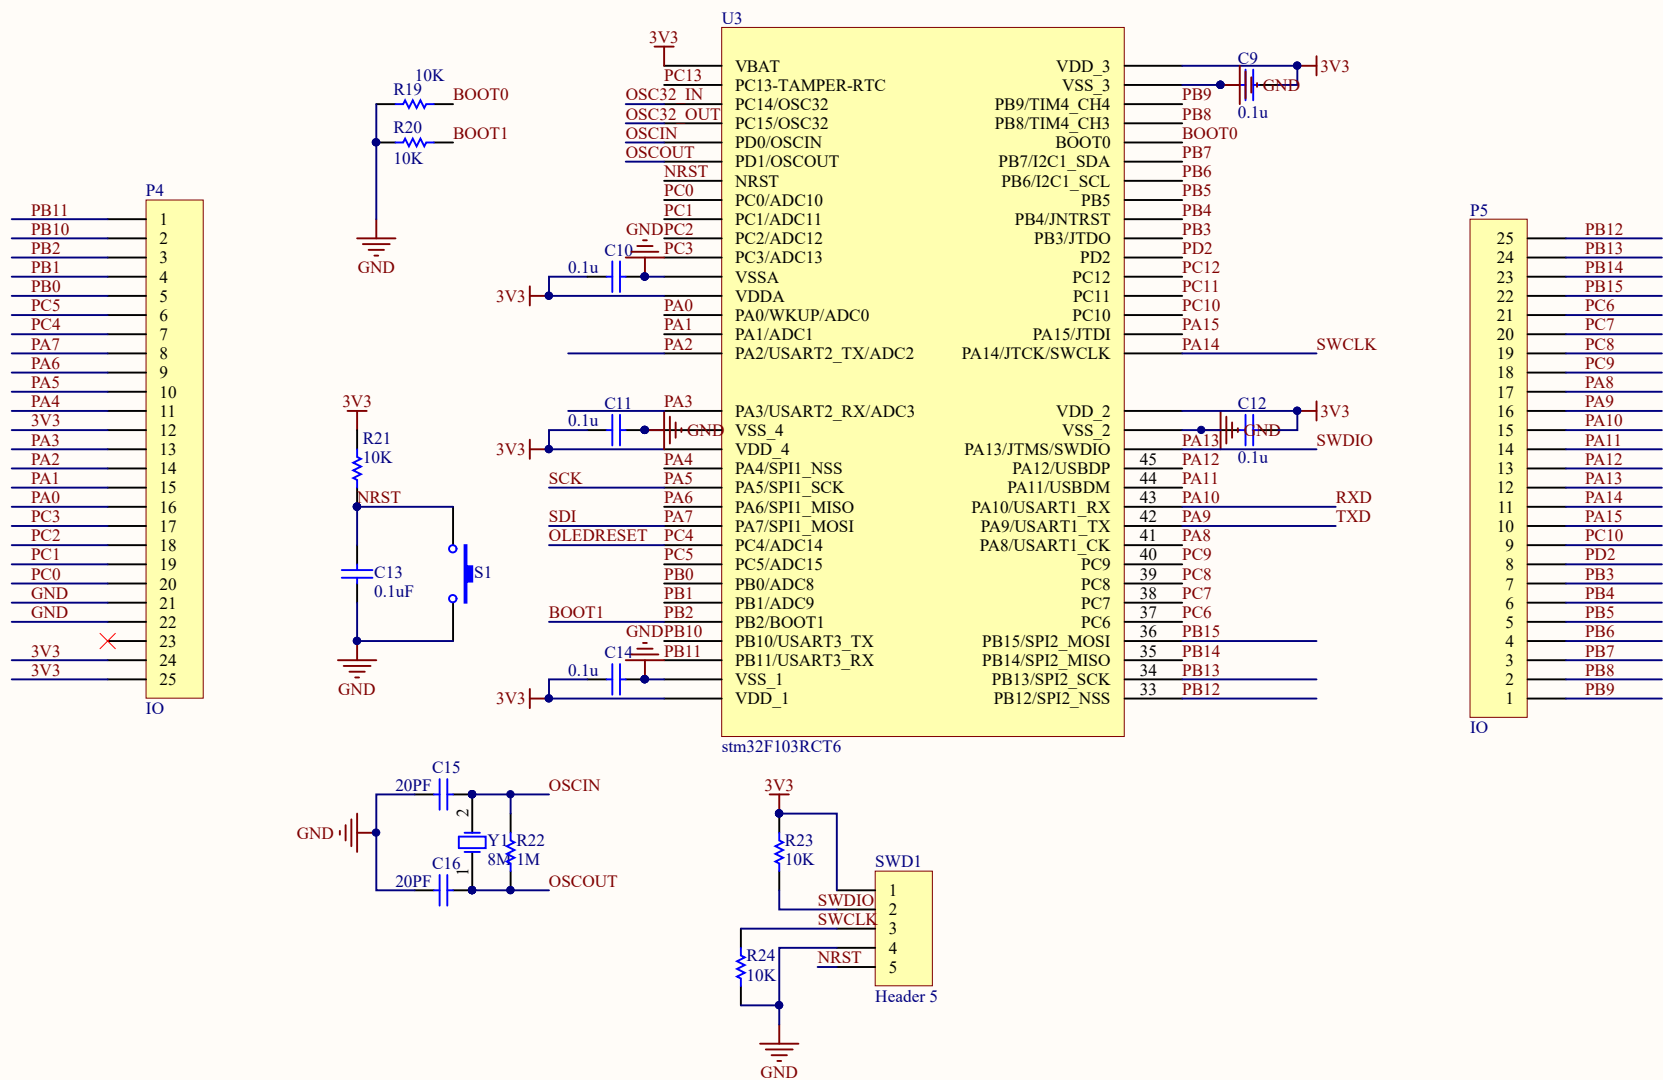 U3
stm32F103RCT6
VBAT
PC13-TAMPER-RTC
PC14/OSC32
PC15/OSC32
PD0/OSCIN
PD1/OSCOUT
NRST
PC0/ADC10
PC1/ADC11
PC2/ADC12
PC3/ADC13
VSSA
VDDA
PA0/WKUP/ADC0
PA1/ADC1
PA2/USART2_TX/ADC2
PA3/USART2_RX/ADC3
VSS_4
VDD_4
PA4/SPI1_NSS
PA5/SPI1_SCK
PA6/SPI1_MISO
PA7/SPI1_MOSI
PC4/ADC14
PC5/ADC15
PB0/ADC8
PB1/ADC9
PB2/BOOT1
PB10/USART3_TX
PB11/USART3_RX
VSS_1
VDD_1
VDD_3
VSS_3
PB9/TIM4_CH4
PB8/TIM4_CH3
BOOT0
PB7/I2C1_SDA
PB6/I2C1_SCL
PB5
PB4/JNTRST
PB3/JTDO
PD2
PC12
PC11
PC10
PA15/JTDI
PA14/JTCK/SWCLK
VDD_2
VSS_2
PA13/JTMS/SWDIO
PA12/USBDP
PA11/USBDM
PA10/USART1_RX
PA9/USART1_TX
PA8/USART1_CK
PC9
PC8
PC7
PC6
PB15/SPI2_MOSI
PB14/SPI2_MISO
PB13/SPI2_SCK
PB12/SPI2_NSS
3V3
PC13
OSC32_IN
OSC32_OUT
OSCIN
OSCOUT
NRST
PC0
PC1
GND PC2
C10 PC3
0.1u
3V3
PA0
PA1
PA2
C11 PA3
0.1u GND
3V3
PA4
SCK PA5
PA6
SDI PA7
OLEDRESET PC4
PC5
PB0
PB1
BOOT1 PB2
GND PB10
C14 PB11
0.1u
3V3
C9
3V3
GND
PB9
0.1u
PB8
BOOT0
PB7
PB6
PB5
PB4
PB3
PD2
PC12
PC11
PC10
PA15
PA14 SWCLK
C12
3V3
GND
PA13 SWDIO
0.1u
45 PA12
44 PA11
43 PA10 RXD
42 PA9 TXD
41 PA8
40 PC9
39 PC8
38 PC7
37 PC6
36 PB15
35 PB14
34 PB13
33 PB12
10K
R19 BOOT0
R20 BOOT1
10K
GND
P4
PB11 1
PB10 2
PB2 3
PB1 4
PB0 5
PC5 6
PC4 7
PA7 8
PA6 9
PA5 10
PA4 11
3V3 12
PA3 13
PA2 14
PA1 15
PA0 16
PC3 17
PC2 18
PC1 19
PC0 20
GND 21
GND 22
23
3V3 24
3V3 25
IO
3V3
R21
10K
NRST
C13
0.1uF
S1
GND
P5
25 PB12
24 PB13
23 PB14
22 PB15
21 PC6
20 PC7
19 PC8
18 PC9
17 PA8
16 PA9
15 PA10
14 PA11
13 PA12
12 PA13
11 PA14
10 PA15
9 PC10
8 PD2
7 PB3
6 PB4
5 PB5
4 PB6
3 PB7
2 PB8
1 PB9
IO
C15
20PF OSCIN
2
GND
Y1 R22
8M 1M
1
C16
20PF OSCOUT
3V3
R23
10K
SWD1
1
SWDIO 2
SWCLK 3
4
NRST 5
R24
10K
Header 5
GND